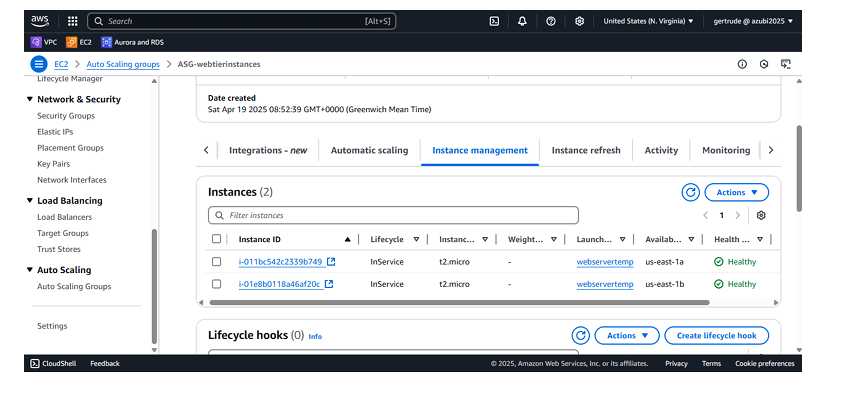 aws
Search
[Alt+S]
United States (N. Virginia) ▼
gertrude @ azubi2025 ▼
VPC
EC2
Aurora and RDS
EC2 > Auto Scaling groups > ASG-webtierinstances
Lifecycle Manager
▼ Network & Security
Security Groups
Elastic IPs
Placement Groups
Key Pairs
Network Interfaces
▼ Load Balancing
Load Balancers
Target Groups
Trust Stores
▼ Auto Scaling
Auto Scaling Groups
Settings
Date created
Sat Apr 19 2025 08:52:39 GMT+0000 (Greenwich Mean Time)
Integrations - new
Automatic scaling
Instance management
Instance refresh
Activity
Monitoring
Instances (2)
Actions ▼
Filter instances
1
Instance ID Lifecycle Instanc... Weight... Launch... Availab... Health ...
i-011bc542c2339b749 InService t2.micro - webservertemp us-east-1a Healthy
i-01e8b0118a46af20c InService t2.micro - webservertemp us-east-1b Healthy
Lifecycle hooks (0) Info
Actions ▼
Create lifecycle hook
CloudShell Feedback © 2025, Amazon Web Services, Inc. or its affiliates. Privacy Terms Cookie preferences